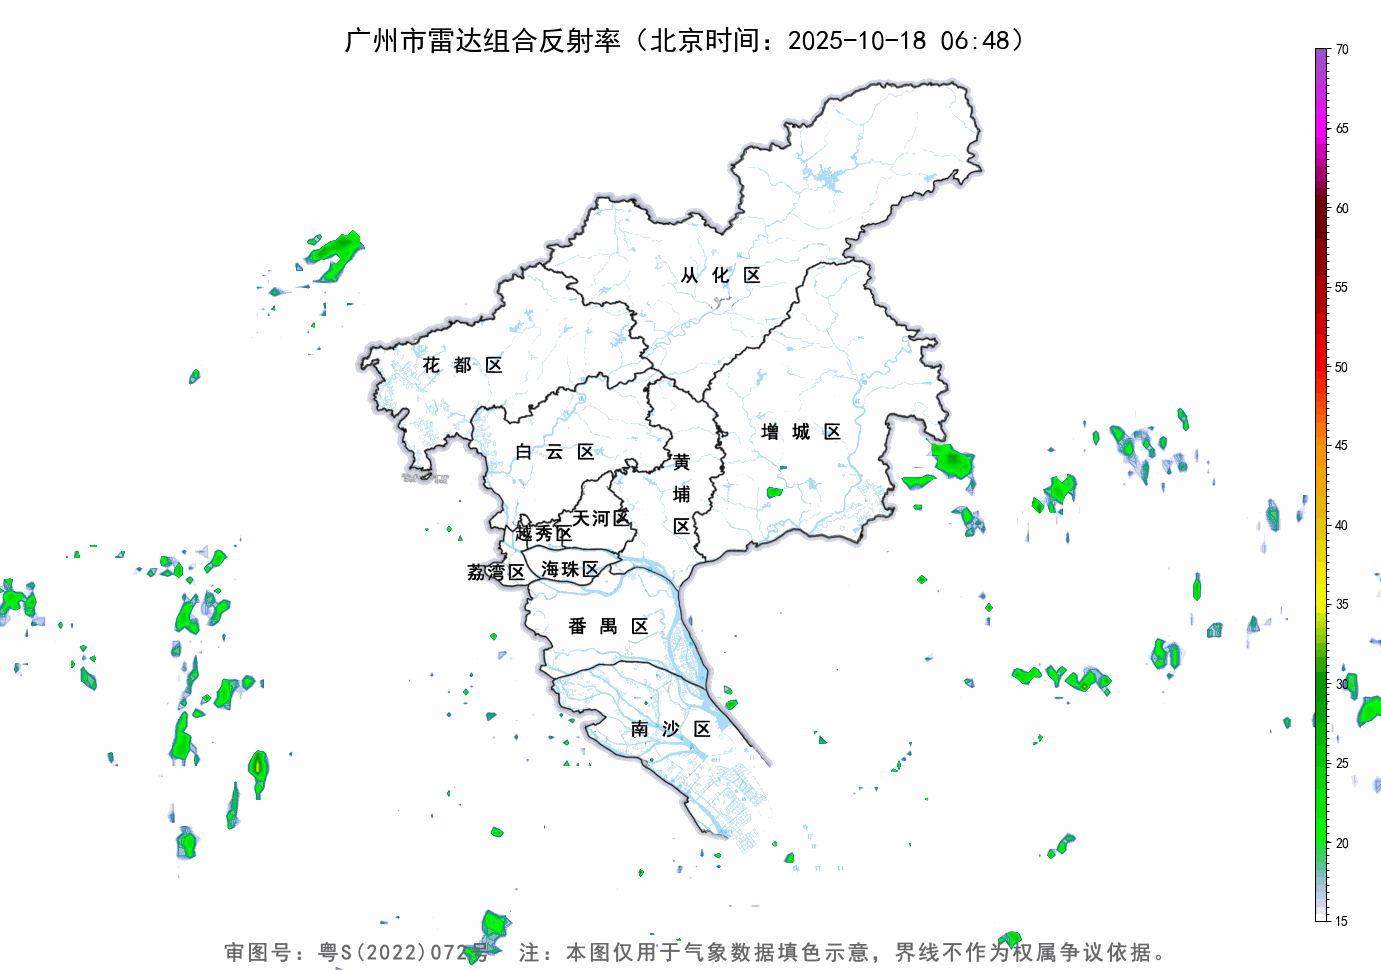 广州市雷达组合反射率（北京时间：2025-10-18 06:48）
70
65
60
55
50
45
40
35
30
25
20
15
从化区
花都区
增城区
白云区
黄埔区
天河区
越秀区
荔湾区
海珠区
番禺区
南沙区
审图号：粤S(2022)072号 注：本图仅用于气象数据填色示意，界线不作为权属争议依据。